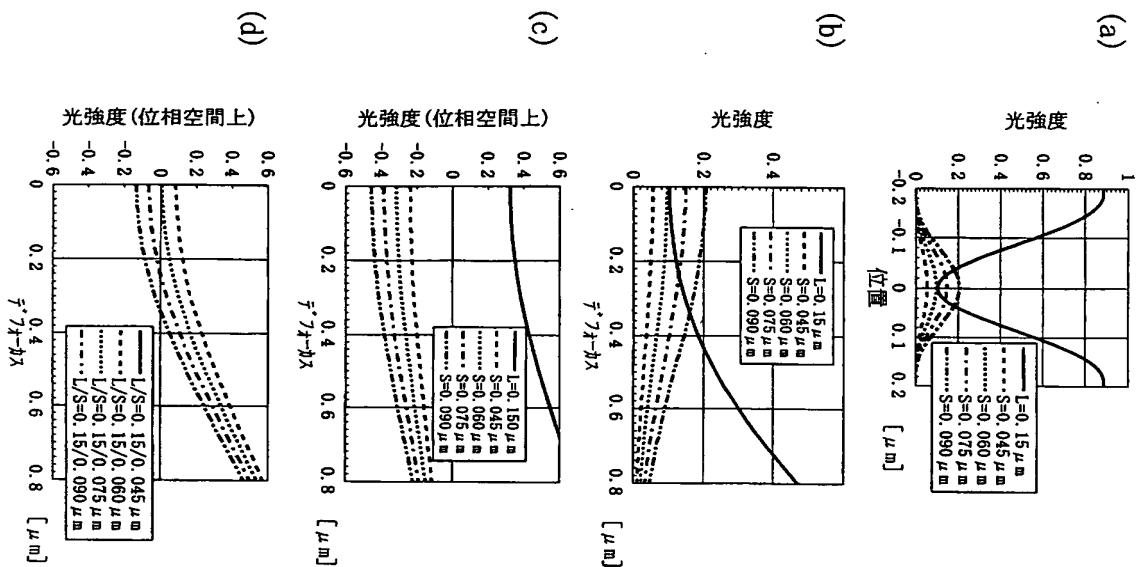 (a)
光強度
1
0.8
0.6
0.4
0.2
0
-0.2 -0.1 0 0.1 0.2
位置 [μm]
L=0.15μm
S=0.045μm
S=0.060μm
S=0.075μm
S=0.090μm
(b)
光強度
0.4
0.2
0
0 0.2 0.4 0.6 0.8
デフォーカス [μm]
L=0.15μm
S=0.045μm
S=0.060μm
S=0.075μm
S=0.090μm
(c)
光強度(位相空間上)
0.6
0.4
0.2
0
-0.2
-0.4
-0.6
0 0.2 0.4 0.6 0.8
デフォーカス [μm]
L=0.150μm
S=0.045μm
S=0.060μm
S=0.075μm
S=0.090μm
(d)
光強度(位相空間上)
0.6
0.4
0.2
0
-0.2
-0.4
-0.6
0 0.2 0.4 0.6 0.8
デフォーカス [μm]
L/S=0.15/0.045μm
L/S=0.15/0.060μm
L/S=0.15/0.075μm
L/S=0.15/0.090μm